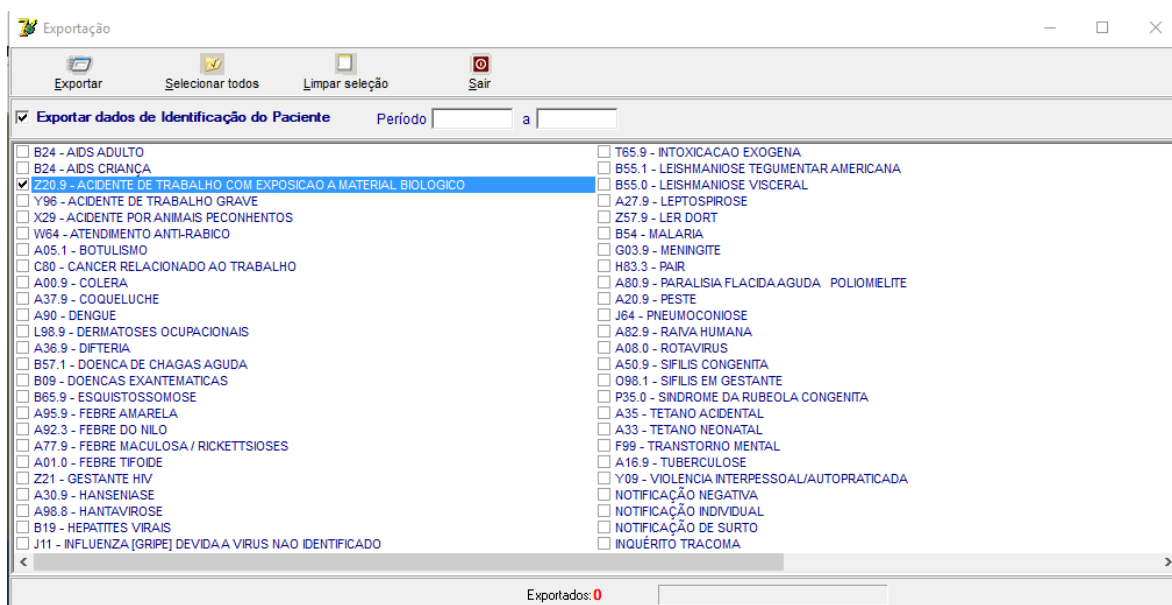 Exportação
Exportar Selecionar todos Limpar seleção Sair
Exportar dados de Identificação do Paciente Período a
B24 - AIDS ADULTO
B24 - AIDS CRIANÇA
Z20.9 - ACIDENTE DE TRABALHO COM EXPOSICAO A MATERIAL BIOLOGICO
Y96 - ACIDENTE DE TRABALHO GRAVE
X29 - ACIDENTE POR ANIMAIS PECONHENTOS
W64 - ATENDIMENTO ANTI-RABICO
A05.1 - BOTULISMO
C80 - CANCER RELACIONADO AO TRABALHO
A00.9 - COLERA
A37.9 - COQUELUCHE
A90 - DENGUE
L98.9 - DERMATOSES OCUPACIONAIS
A36.9 - DIFTERIA
B57.1 - DOENCA DE CHAGAS AGUDA
B09 - DOENCAS EXANTEMATICAS
B65.9 - ESQUISTOSSOMOSE
A95.9 - FEBRE AMARELA
A92.3 - FEBRE DO NILO
A77.9 - FEBRE MACULOSA / RICKETTSIOSES
A01.0 - FEBRE TIFOIDE
Z21 - GESTANTE HIV
A30.9 - HANSENIASE
A98.8 - HANTAVIROSE
B19 - HEPATITES VIRAIS
J11 - INFLUENZA [GRIPE] DEVIDA A VIRUS NAO IDENTIFICADO
T65.9 - INTOXICACAO EXOGENA
B55.1 - LEISHMANIOSE TEGUMENTAR AMERICANA
B55.0 - LEISHMANIOSE VISCERAL
A27.9 - LEPTOSPIROSE
Z57.9 - LER DORT
B54 - MALARIA
G03.9 - MENINGITE
H83.3 - PAIR
A80.9 - PARALISIA FLACIDA AGUDA POLIOMIELITE
A20.9 - PESTE
J64 - PNEUMOCONIOSE
A82.9 - RAIVA HUMANA
A08.0 - ROTAVIRUS
A50.9 - SIFILIS CONGENITA
O98.1 - SIFILIS EM GESTANTE
P35.0 - SINDROME DA RUBEOLA CONGENITA
A35 - TETANO ACIDENTAL
A33 - TETANO NEONATAL
F99 - TRANSTORNO MENTAL
A16.9 - TUBERCULOSE
Y09 - VIOLENCIA INTERPESSOAL/AUTOPRATICADA
NOTIFICAÇÃO NEGATIVA
NOTIFICAÇÃO INDIVIDUAL
NOTIFICAÇÃO DE SURTO
INQUÉRITO TRACOMA
Exportados: 0